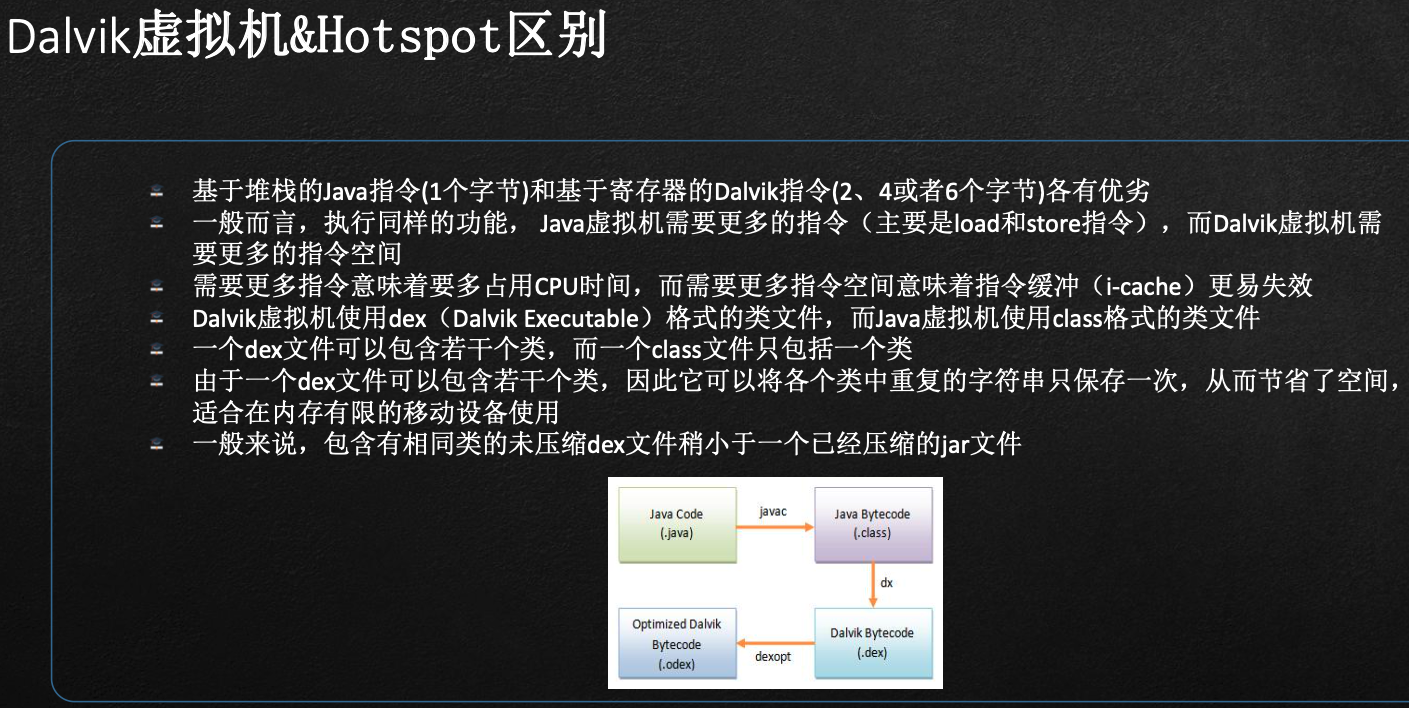 Dalvik虚拟机&Hotspot区别
基于堆栈的Java指令(1个字节)和基于寄存器的Dalvik指令(2、4或者6个字节)各有优劣
一般而言，执行同样的功能， Java虚拟机需要更多的指令（主要是load和store指令），而Dalvik虚拟机需
要更多的指令空间
需要更多指令意味着要多占用CPU时间，而需要更多指令空间意味着指令缓冲（i-cache）更易失效
Dalvik虚拟机使用dex（Dalvik Executable）格式的类文件，而Java虚拟机使用class格式的类文件
一个dex文件可以包含若干个类，而一个class文件只包括一个类
由于一个dex文件可以包含若干个类，因此它可以将各个类中重复的字符串只保存一次，从而节省了空间，
适合在内存有限的移动设备使用
一般来说，包含有相同类的未压缩dex文件稍小于一个已经压缩的jar文件
Java Code
(.java)
javac
Java Bytecode
(.class)
dx
Optimized Dalvik
Bytecode
(.odex)
dexopt
Dalvik Bytecode
(.dex)